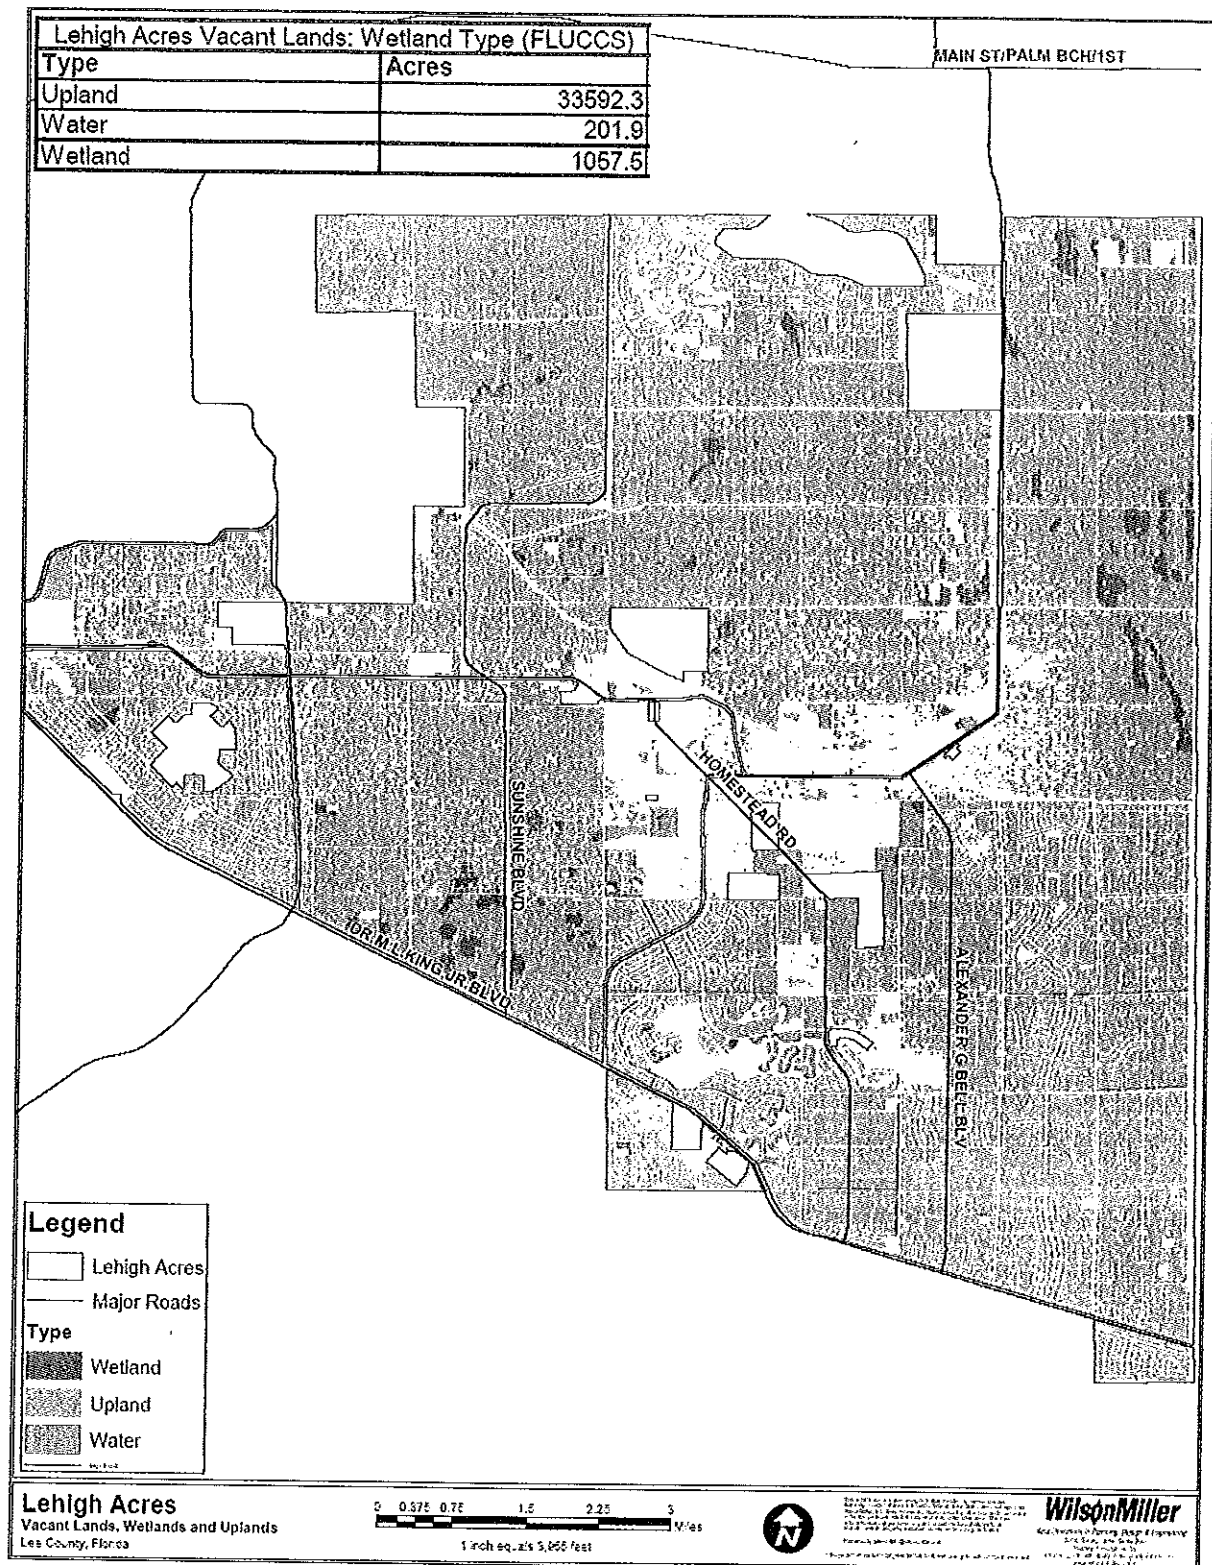 Lehigh Acres Vacant Lands: Wetland Type (FLUCCS)
Type Acres
Upland 33592.3
Water 201.9
Wetland 1057.5
MAIN ST/PALM BCH/1ST
HOMESTEAD RD
SUNSHINE BLVD
DR M L KING JR BLVD
ALEXANDER G BELL BLV
Legend
Lehigh Acres
Major Roads
Type
Wetland
Upland
Water
Lehigh Acres
Vacant Lands, Wetlands and Uplands
Lee County, Florida
0 0.375 0.75 1.5 2.25 3
Miles
1 inch equals
feet
N
WilsonMiller